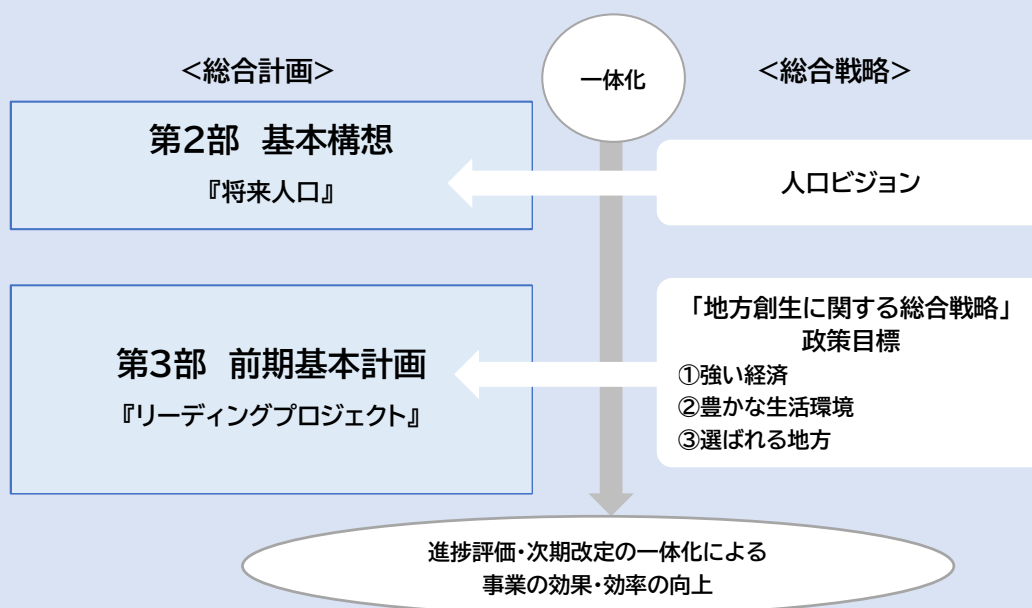 <総合計画>
一体化
<総合戦略>
第2部 基本構想
『将来人口』
人口ビジョン
第3部 前期基本計画
『リーディングプロジェクト』
「地方創生に関する総合戦略」
政策目標
①強い経済
②豊かな生活環境
③選ばれる地方
進捗評価・次期改定の一体化による
事業の効果・効率の向上